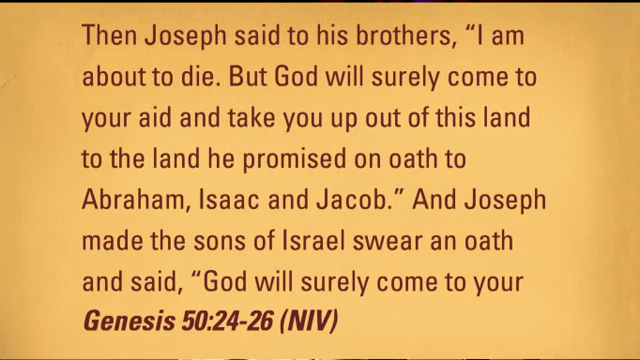 Then Joseph said to his brothers, “I am
about to die. But God will surely come to
your aid and take you up out of this land
to the land he promised on oath to
Abraham, Isaac and Jacob.” And Joseph
made the sons of Israel swear an oath
and said, “God will surely come to your
Genesis 50:24-26 (NIV)